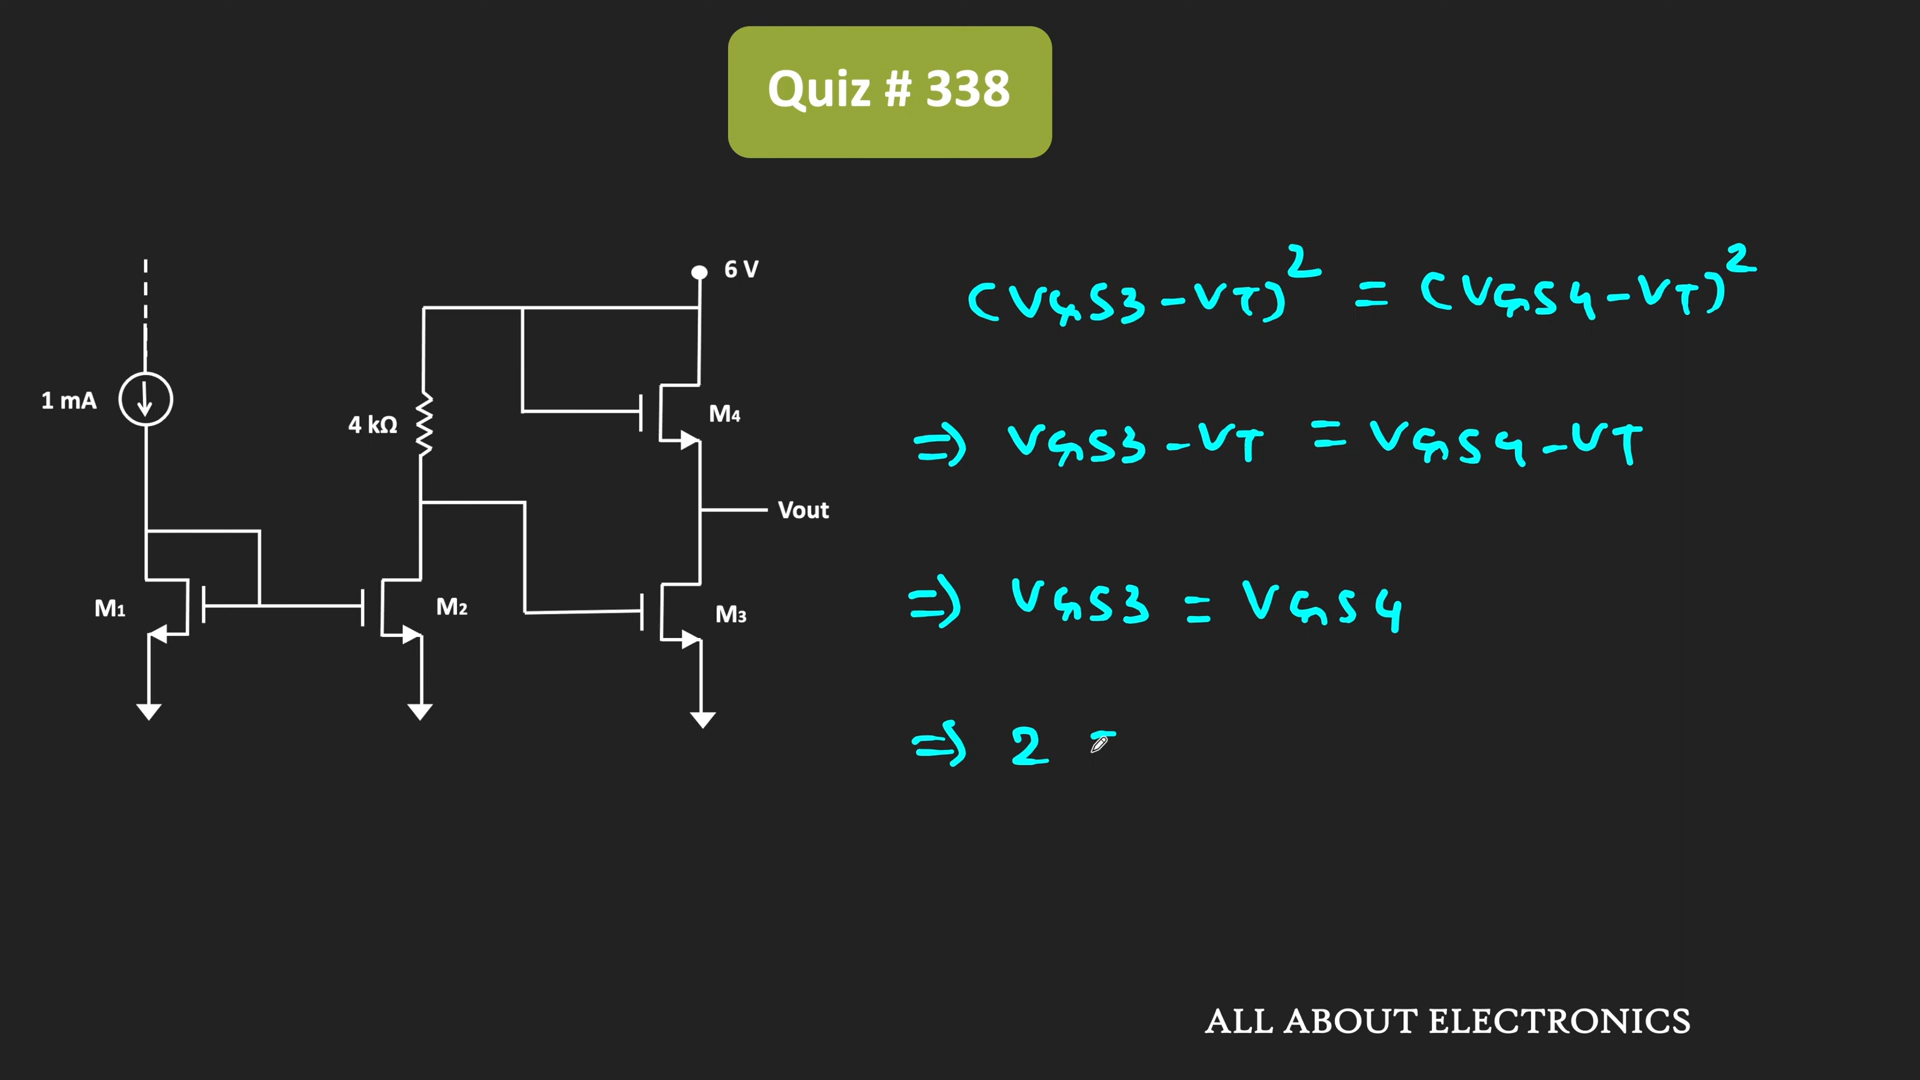 Quiz # 338
6 V
1 mA
4 kΩ
M4
Vout
M1
M2
M3
(VGS3 - VT)² = (VGS4 - VT)²
⇒ VGS3 - VT = VGS4 - VT
⇒ VGS3 = VGS4
⇒ 2
ALL ABOUT ELECTRONICS